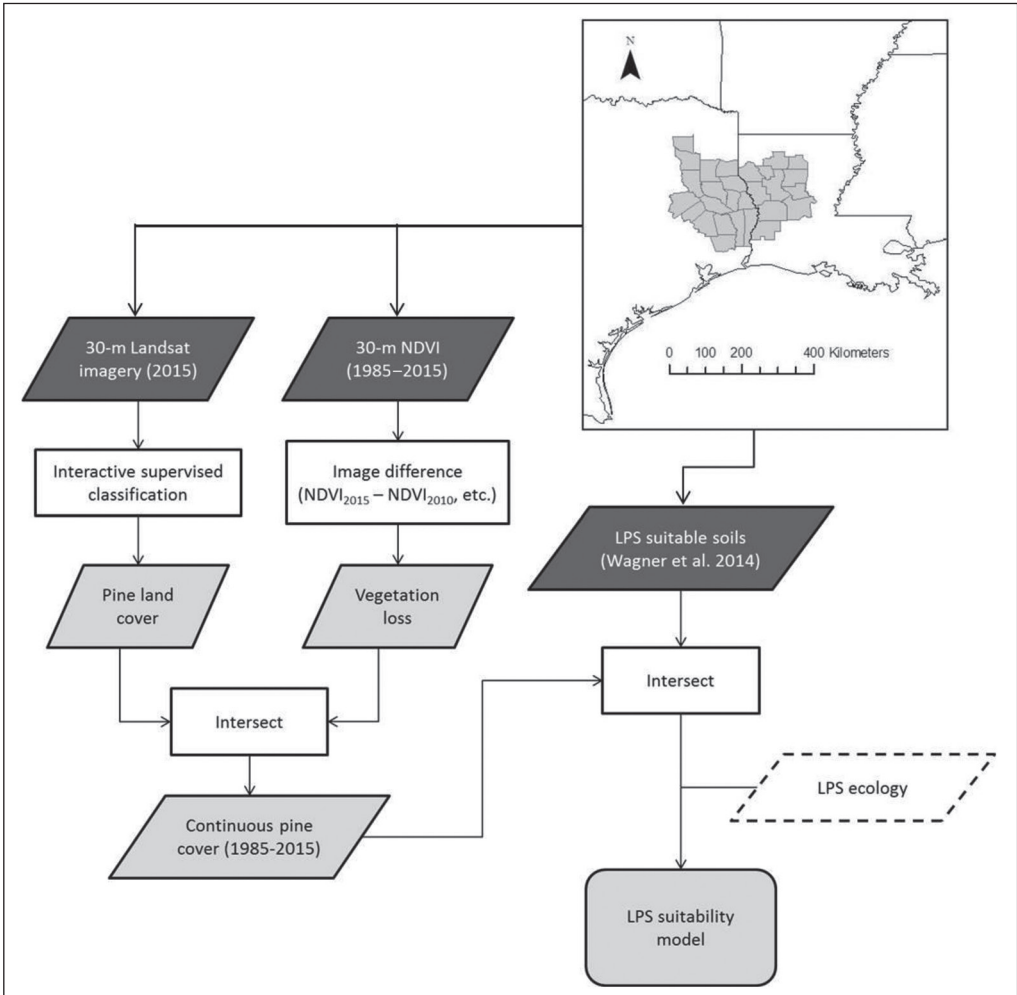 N
0 100 200 400 Kilometers
30-m Landsat
imagery (2015)
30-m NDVI
(1985–2015)
Interactive supervised
classification
Image difference
(NDVI2015 – NDVI2010, etc.)
LPS suitable soils
(Wagner et al. 2014)
Pine land
cover
Vegetation
loss
Intersect
Intersect
LPS ecology
Continuous pine
cover (1985-2015)
LPS suitability
model